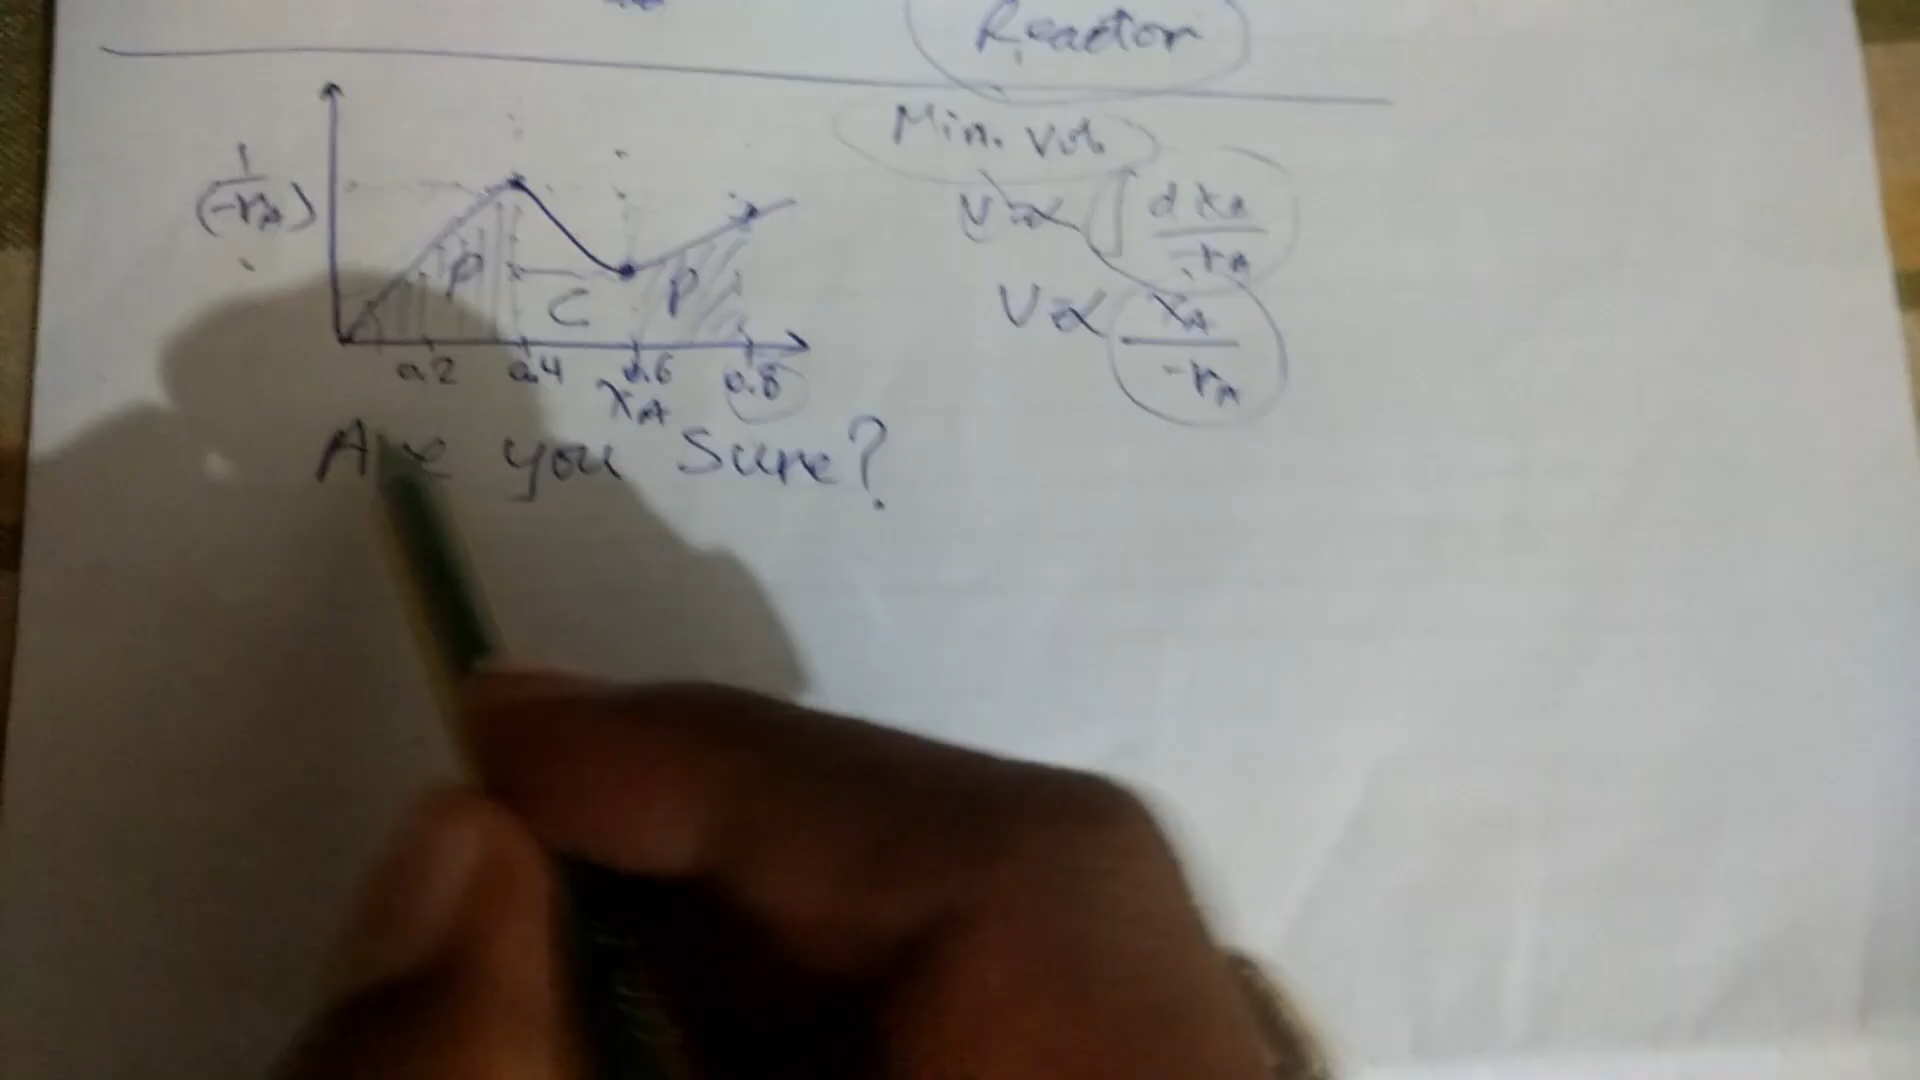 Reactor
Min. Vol.
1
(-rA)
V ∝ ∫ dxA
-rA
P
C
P
V ∝ xA
-rA
0.2 0.4 0.6 0.8
xA
Are you Sure?